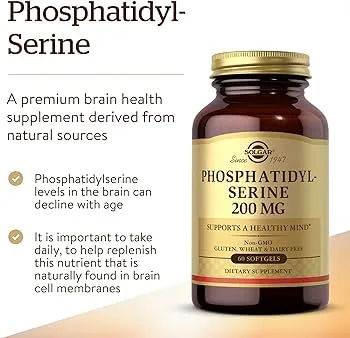 Phosphatidyl-
Serine
A premium brain health
supplement derived from
natural sources
Phosphatidylserine
levels in the brain can
decline with age
It is important to take
daily, to help replenish
this nutrient that is
naturally found in brain
cell membranes
SOLGAR
Since 1947
PHOSPHATIDYL-
SERINE
200 MG
SUPPORTS A HEALTHY MIND*
Non-GMO
GLUTEN, WHEAT & DAIRY FREE
60 SOFTGELS
DIETARY SUPPLEMENT